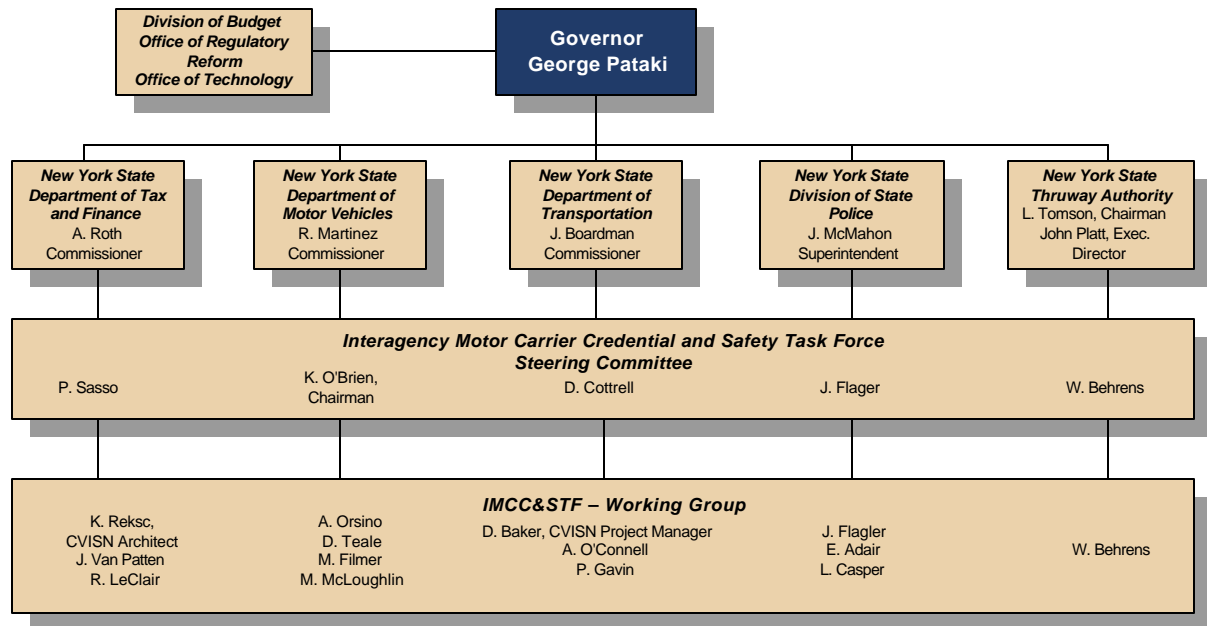 Division of Budget
Office of Regulatory
Reform
Office of Technology
Governor
George Pataki
New York State
Department of Tax
and Finance
A. Roth
Commissioner
New York State
Department of
Motor Vehicles
R. Martinez
Commissioner
New York State
Department of
Transportation
J. Boardman
Commissioner
New York State
Division of State
Police
J. McMahon
Superintendent
New York State
Thruway Authority
L. Tomson, Chairman
John Platt, Exec.
Director
Interagency Motor Carrier Credential and Safety Task Force
Steering Committee
P. Sasso
K. O'Brien,
Chairman
D. Cottrell
J. Flager
W. Behrens
IMCC&STF – Working Group
K. Reksc,
CVISN Architect
J. Van Patten
R. LeClair
A. Orsino
D. Teale
M. Filmer
M. McLoughlin
D. Baker, CVISN Project Manager
A. O'Connell
P. Gavin
J. Flagler
E. Adair
L. Casper
W. Behrens